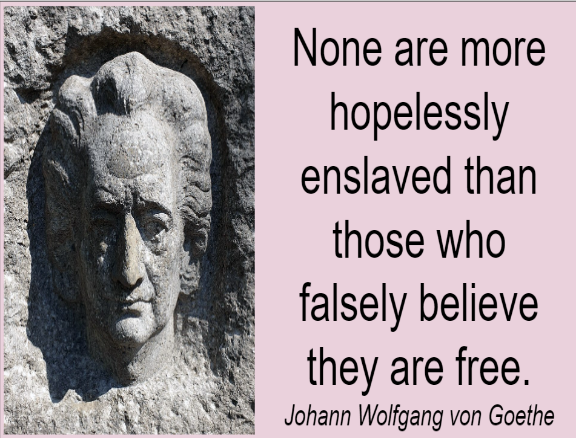 None are more
hopelessly
enslaved than
those who
falsely believe
they are free.
Johann Wolfgang von Goethe